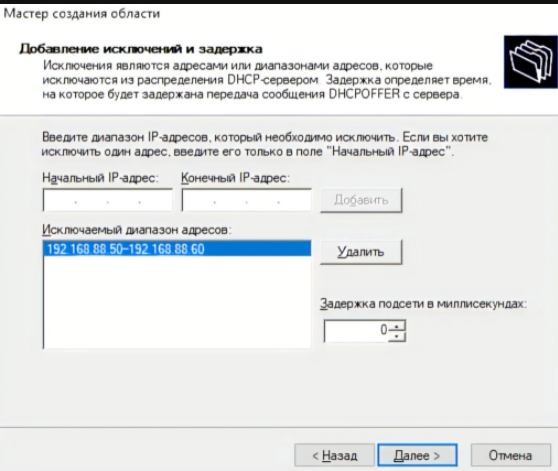 Мастер создания области
Добавление исключений и задержка
Исключения являются адресами или диапазонами адресов, которые
исключаются из распределения DHCP-сервером. Задержка определяет время,
на которое будет задержана передача сообщения DHCPOFFER с сервера.
Введите диапазон IP-адресов, который необходимо исключить. Если вы хотите
исключить один адрес, введите его только в поле "Начальный IP-адрес".
Начальный IP-адрес: Конечный IP-адрес:
Добавить
Исключаемый диапазон адресов:
192.168.88.50-192.168.88.60
Удалить
Задержка подсети в миллисекундах:
0
< Назад Далее > Отмена